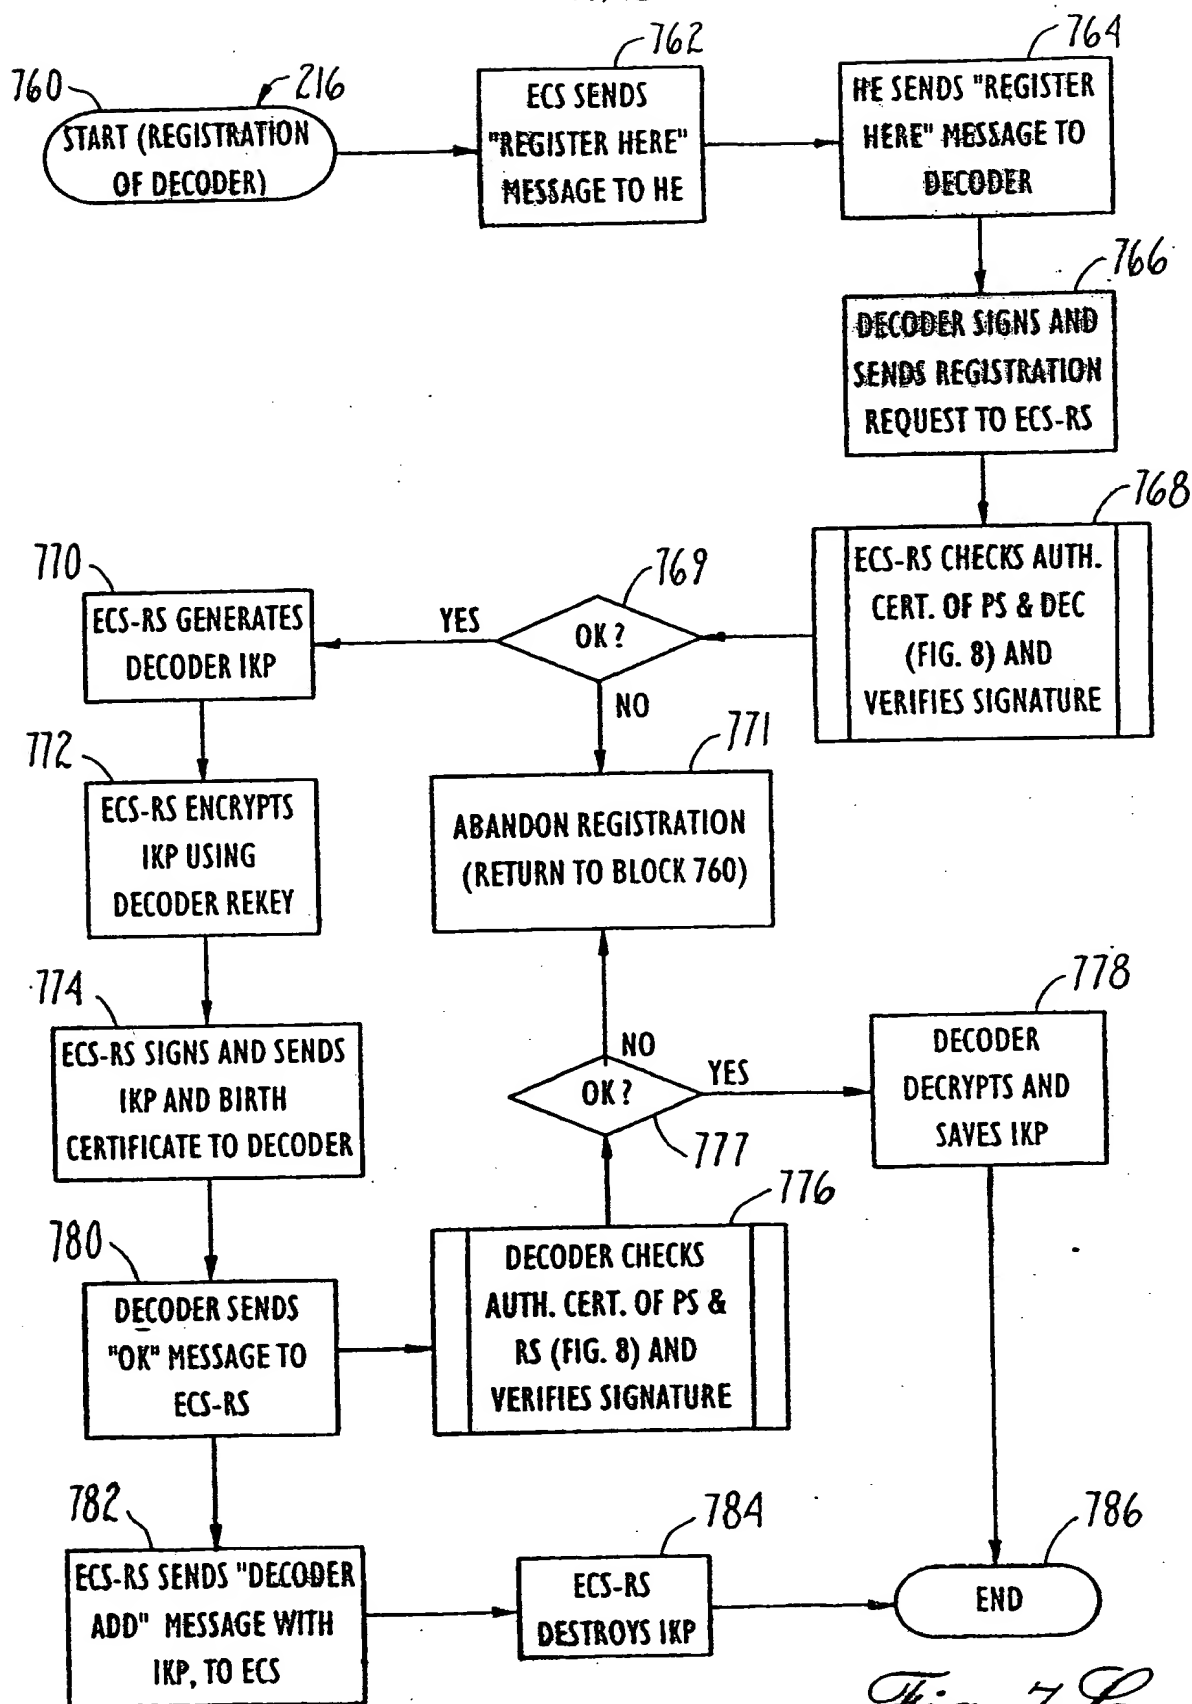 762
764
760
216
START (REGISTRATION
OF DECODER)
ECS SENDS
"REGISTER HERE"
MESSAGE TO HE
HE SENDS "REGISTER
HERE" MESSAGE TO
DECODER
766
DECODER SIGNS AND
SENDS REGISTRATION
REQUEST TO ECS-RS
768
ECS-RS CHECKS AUTH.
CERT. OF PS & DEC
(FIG. 8) AND
VERIFIES SIGNATURE
769
OK?
YES
NO
770
ECS-RS GENERATES
DECODER IKP
771
ABANDON REGISTRATION
(RETURN TO BLOCK 760)
772
ECS-RS ENCRYPTS
IKP USING
DECODER REKEY
774
ECS-RS SIGNS AND SENDS
IKP AND BIRTH
CERTIFICATE TO DECODER
NO
OK?
YES
777
778
DECODER
DECRYPTS AND
SAVES IKP
776
DECODER CHECKS
AUTH. CERT. OF PS &
RS (FIG. 8) AND
VERIFIES SIGNATURE
780
DECODER SENDS
"OK" MESSAGE TO
ECS-RS
782
ECS-RS SENDS "DECODER
ADD" MESSAGE WITH
IKP, TO ECS
784
ECS-RS
DESTROYS IKP
786
END